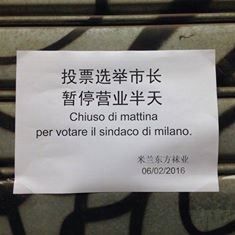 投票选举市长
暂停营业半天
Chiuso di mattina
per votare il sindaco di milano.
米兰东方袜业
06/02/2016